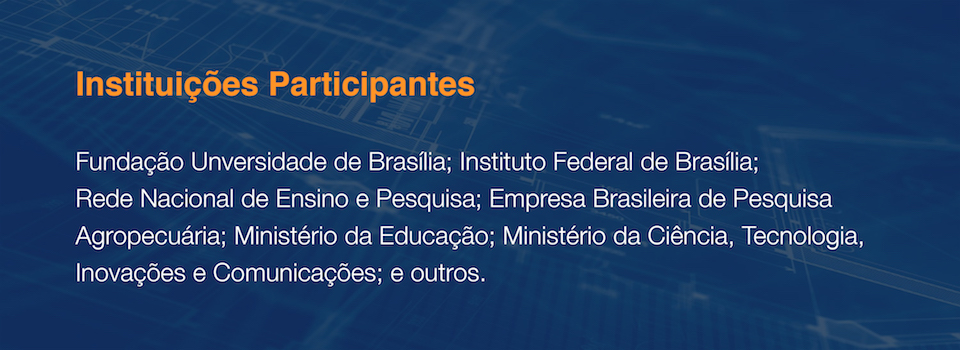 Instituições Participantes
Fundação Unversidade de Brasília; Instituto Federal de Brasília;
Rede Nacional de Ensino e Pesquisa; Empresa Brasileira de Pesquisa
Agropecuária; Ministério da Educação; Ministério da Ciência, Tecnologia,
Inovações e Comunicações; e outros.